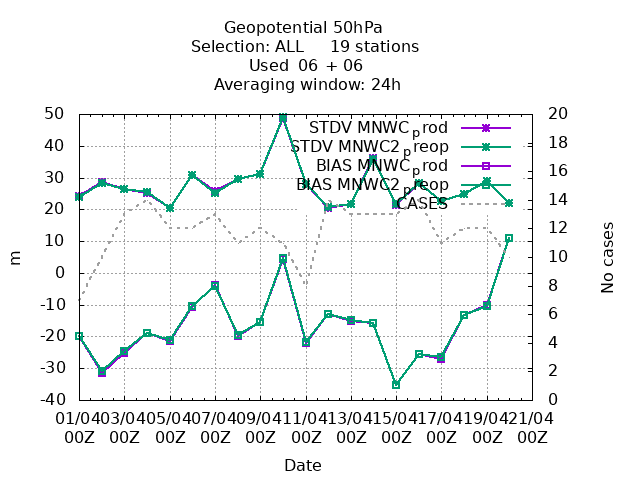 Geopotential 50hPa
Selection: ALL     19 stations
Used  06 + 06
Averaging window: 24h
50 20
STDV MNWC_prod
40 18
STDV MNWC2_preop
30 16
BIAS MNWC_prod
BIAS MNWC2_preop
20 14
CASES
10 12
0 10
-10 8
-20 6
-30 4
2
-40 0
m
No cases
01/04 03/04 05/04 07/04 09/04 11/04 13/04 15/04 17/04 19/04 21/04
00Z 00Z 00Z 00Z 00Z 00Z 00Z 00Z 00Z 00Z 00Z
Date